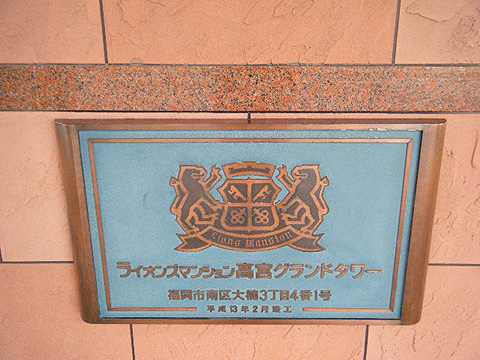 Lions Mansion
ライオンズマンション高宮グランドタワー
福岡市南区大楠3丁目4番1号
平成13年2月竣工